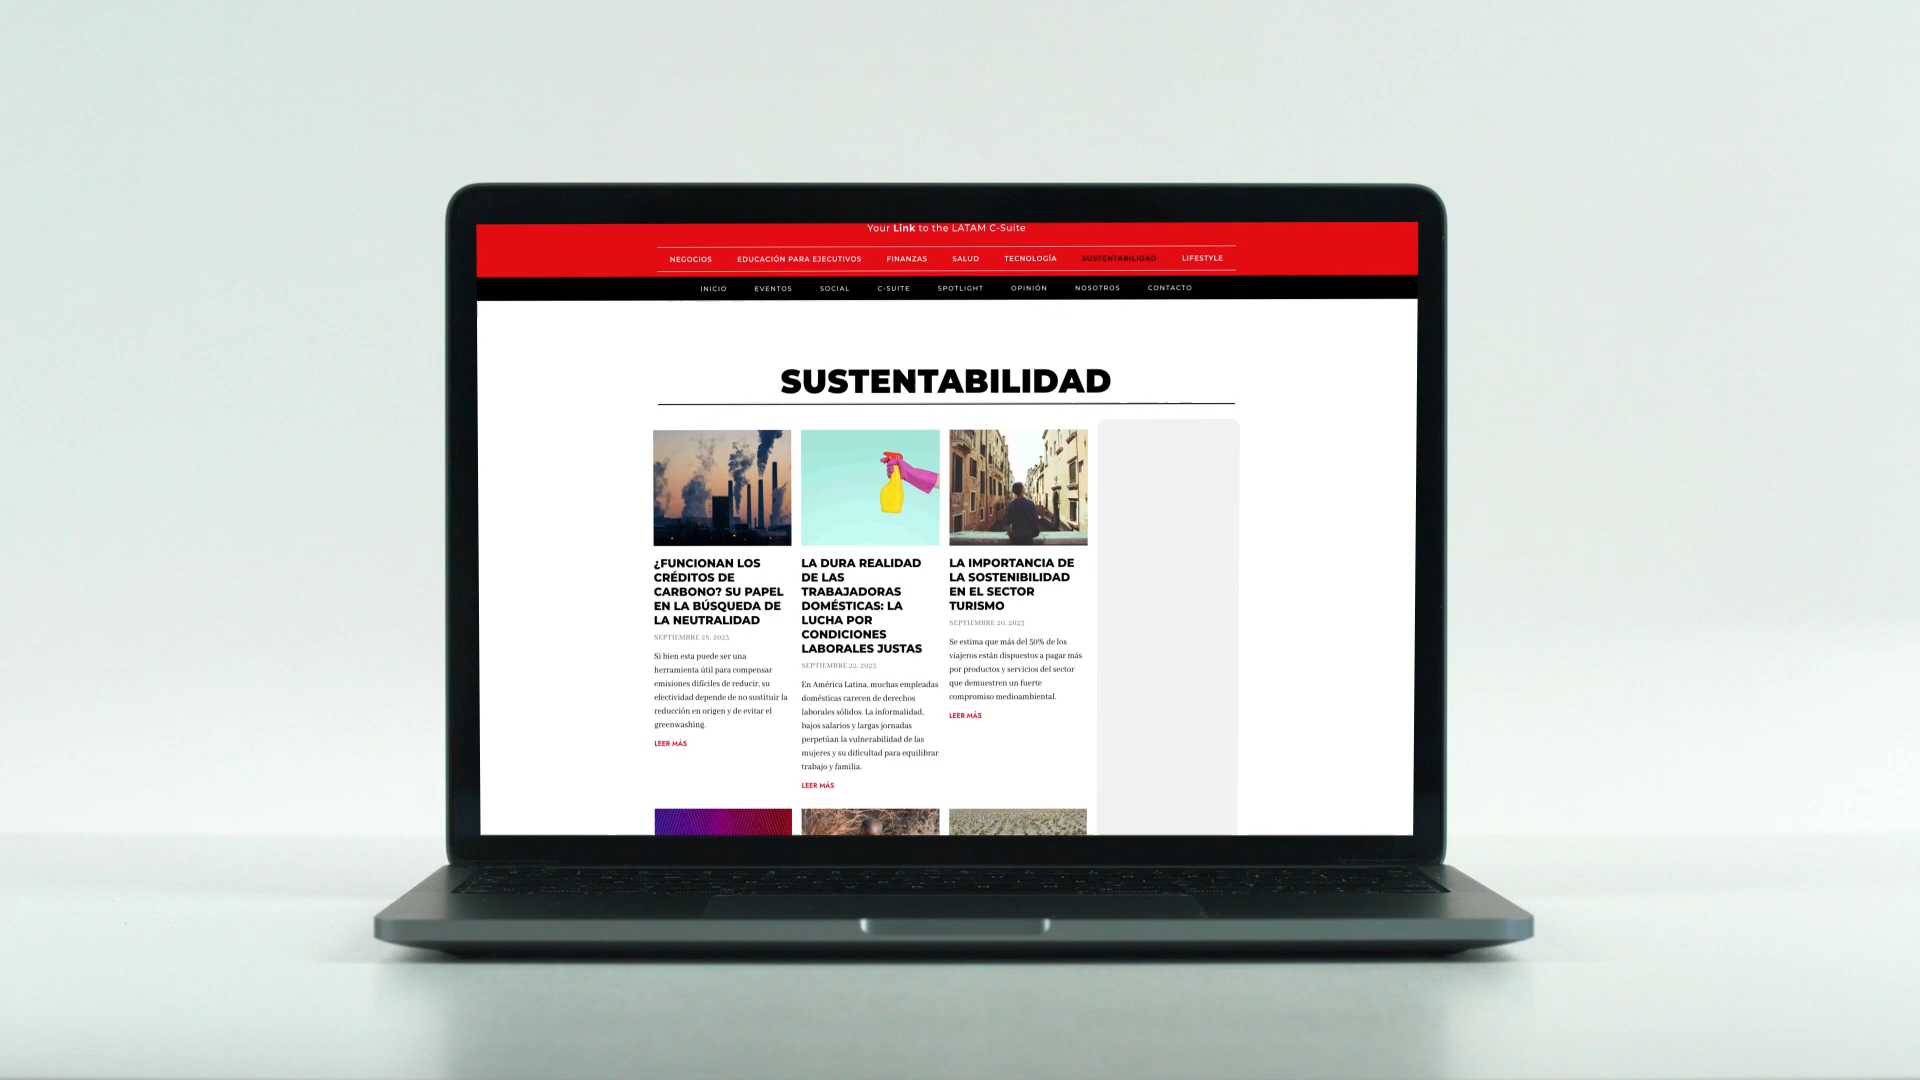 Your Link to the LATAM C-Suite
NEGOCIOS EDUCACIÓN PARA EJECUTIVOS FINANZAS SALUD TECNOLOGÍA SUSTENTABILIDAD LIFESTYLE
INICIO EVENTOS SOCIAL C-SUITE SPOTLIGHT OPINIÓN NOSOTROS CONTACTO
SUSTENTABILIDAD
¿FUNCIONAN LOS
CRÉDITOS DE
CARBONO? SU PAPEL
EN LA BÚSQUEDA DE
LA NEUTRALIDAD
SEPTIEMBRE 28, 2023
Si bien esta puede ser una
herramienta útil para compensar
emisiones difíciles de reducir, su
efectividad depende de no sustituir la
reducción en origen y de evitar el
greenwashing.
LEER MÁS
LA DURA REALIDAD
DE LAS
TRABAJADORAS
DOMÉSTICAS: LA
LUCHA POR
CONDICIONES
LABORALES JUSTAS
SEPTIEMBRE 22, 2023
En América Latina, muchas empleadas
domésticas carecen de derechos
laborales sólidos. La informalidad,
bajos salarios y largas jornadas
perpetúan la vulnerabilidad de las
mujeres y su dificultad para equilibrar
trabajo y familia.
LEER MÁS
LA IMPORTANCIA DE
LA SOSTENIBILIDAD
EN EL SECTOR
TURISMO
SEPTIEMBRE 20, 2023
Se estima que más del 50% de los
viajeros están dispuestos a pagar más
por productos y servicios del sector
que demuestren un fuerte
compromiso medioambiental.
LEER MÁS